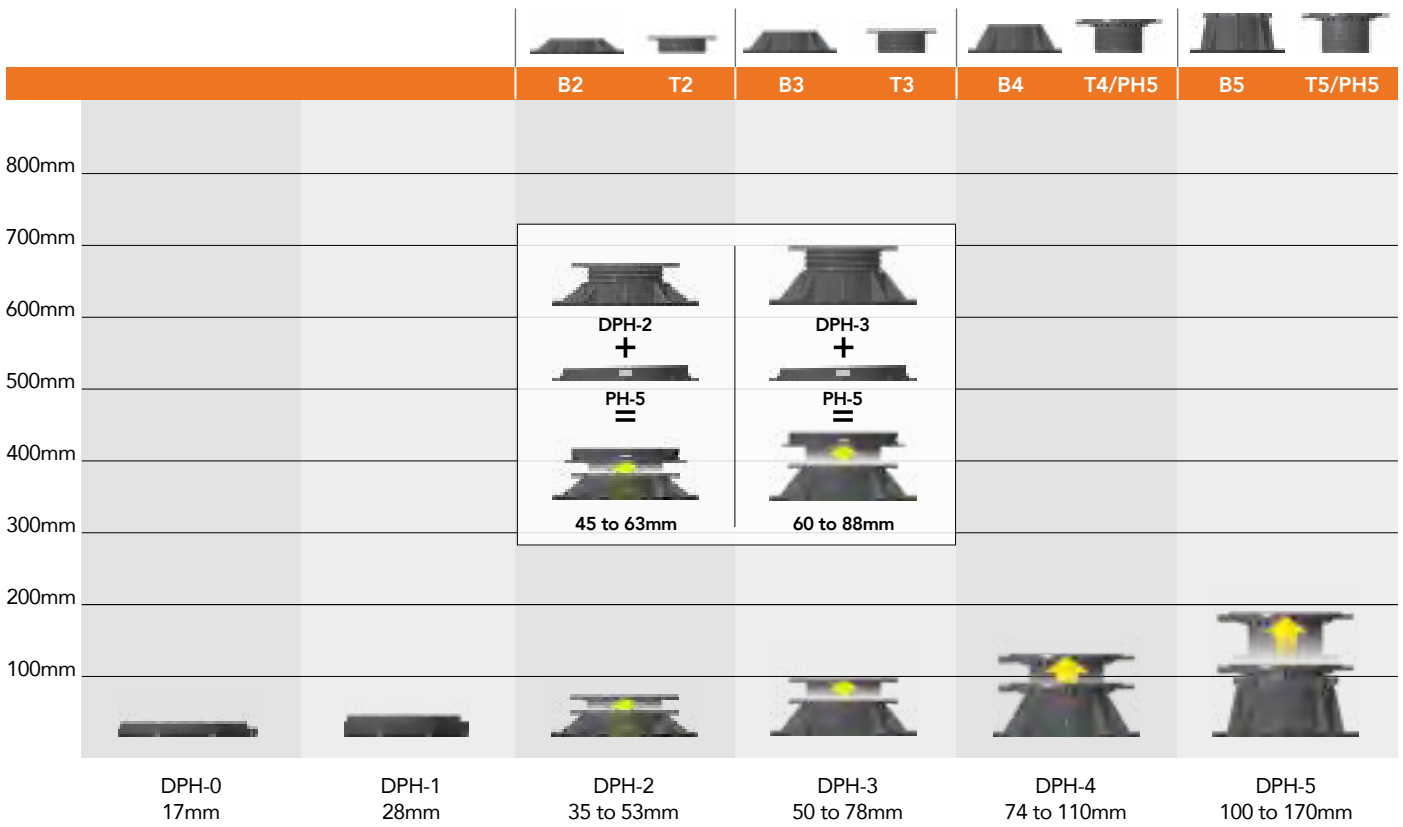 B2 T2 B3 T3 B4 T4/PH5 B5 T5/PH5
800mm
700mm
600mm
500mm
400mm
300mm
200mm
100mm
DPH-2
+
PH-5
=
45 to 63mm
DPH-3
+
PH-5
=
60 to 88mm
DPH-0
17mm
DPH-1
28mm
DPH-2
35 to 53mm
DPH-3
50 to 78mm
DPH-4
74 to 110mm
DPH-5
100 to 170mm